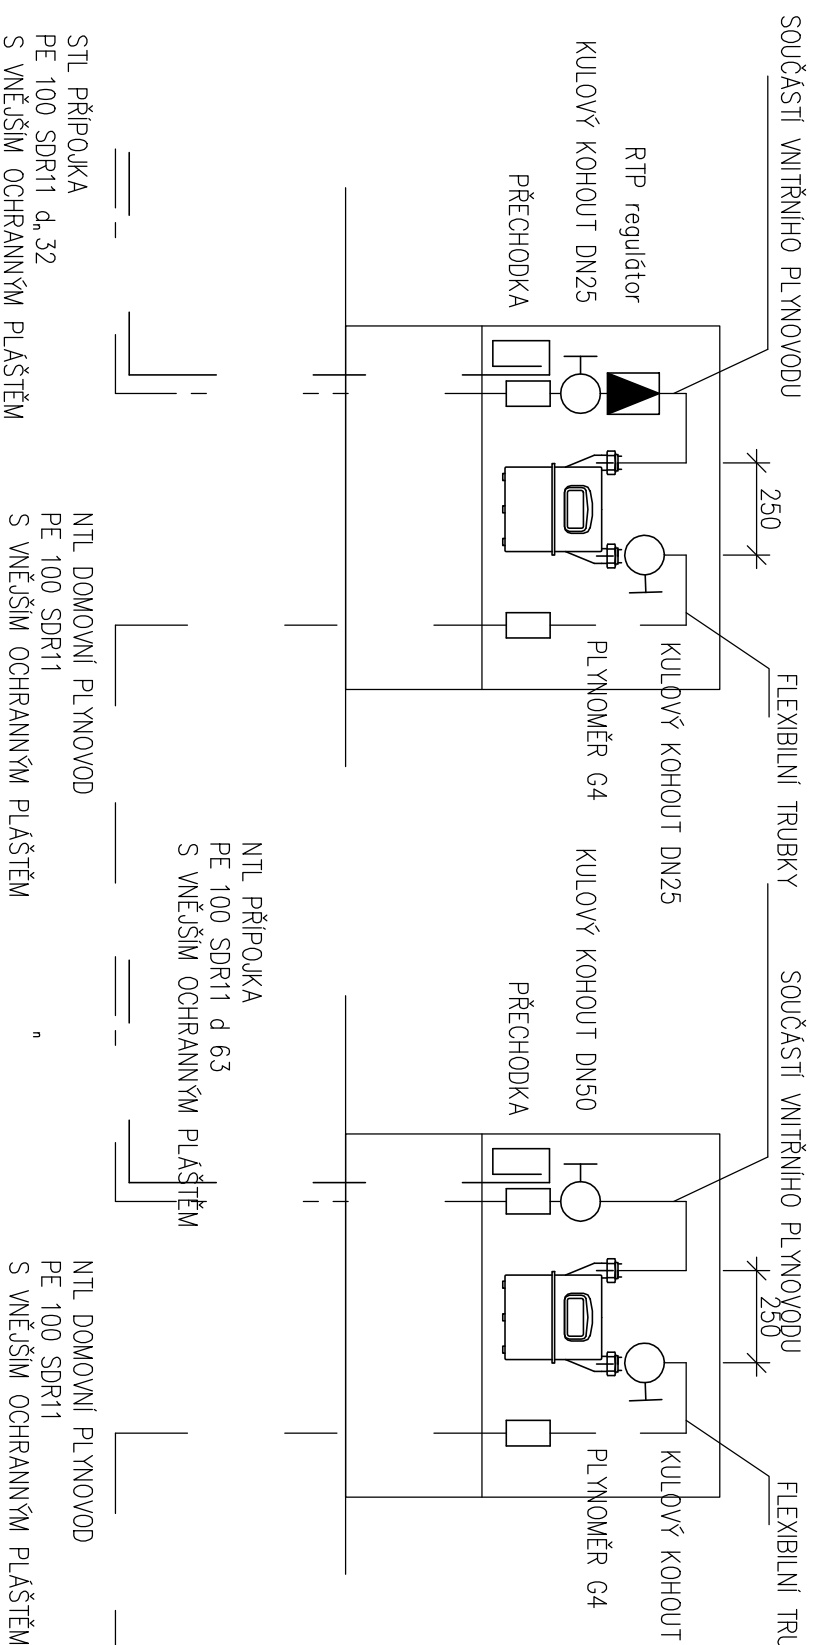 SOUČÁSTÍ VNITŘNÍHO PLYNOVODU
RTP regulátor
KULOVÝ KOHOUT DN25
PŘECHODKA
250
FLEXIBILNÍ TRUBKY
KULOVÝ KOHOUT DN25
PLYNOMĚR G4
STL PŘÍPOJKA
PE 100 SDR11 dn 32
S VNĚJŠÍM OCHRANNÝM PLÁŠTĚM
NTL DOMOVNÍ PLYNOVOD
PE 100 SDR11
S VNĚJŠÍM OCHRANNÝM PLÁŠTĚM
SOUČÁSTÍ VNITŘNÍHO PLYNOVODU
KULOVÝ KOHOUT DN50
PŘECHODKA
250
FLEXIBILNÍ
KULOVÝ KOHOUT
PLYNOMĚR G4
NTL PŘÍPOJKA
PE 100 SDR11 d 63
S VNĚJŠÍM OCHRANNÝM PLÁŠTĚM
n
NTL DOMOVNÍ PLYNOVOD
PE 100 SDR11
S VNĚJŠÍM OCHRANNÝM PLÁŠTĚM